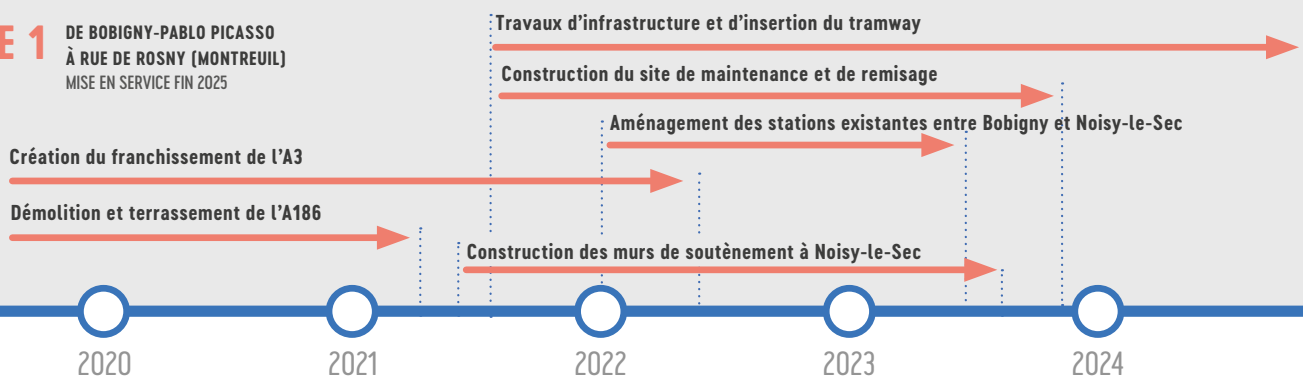 E 1
DE BOBIGNY-PABLO PICASSO
À RUE DE ROSNY (MONTREUIL)
MISE EN SERVICE FIN 2025
Travaux d’infrastructure et d’insertion du tramway
Construction du site de maintenance et de remisage
Aménagement des stations existantes entre Bobigny et Noisy-le-Sec
Création du franchissement de l’A3
Démolition et terrassement de l’A186
Construction des murs de soutènement à Noisy-le-Sec
2020
2021
2022
2023
2024